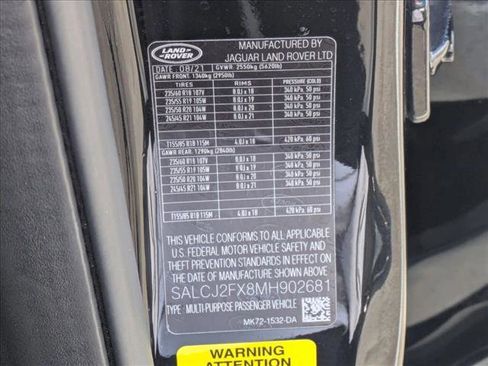 LAND-
ROVER
MANUFACTURED BY
JAGUAR LAND ROVER LTD
DATE 08/21 GVWR: 2550kg (5620lb)
GAWR FRONT: 1340kg (2950lb)
TIRES RIMS PRESSURE (COLD)
235/60 R18 107V 8.0J x 18 340 kPa, 50 psi
235/55 R19 105W 8.0J x 19 340 kPa, 50 psi
235/50 R20 104W 8.0J x 20 340 kPa, 50 psi
245/45 R21 104W 8.0J x 21 340 kPa, 50 psi
T155/85 R18 115M 4.0J x 18 420 kPa, 60 psi
GAWR REAR: 1290kg (2840lb)
235/60 R18 107V 8.0J x 18 340 kPa, 50 psi
235/55 R19 105W 8.0J x 19 340 kPa, 50 psi
235/50 R20 104W 8.0J x 20 340 kPa, 50 psi
245/45 R21 104W 8.0J x 21 340 kPa, 50 psi
T155/85 R18 115M 4.0J x 18 420 kPa, 60 psi
THIS VEHICLE CONFORMS TO ALL APPLICABLE
U.S. FEDERAL MOTOR VEHICLE SAFETY AND
THEFT PREVENTION STANDARDS IN EFFECT ON
THE DATE OF MANUFACTURE SHOWN ABOVE
SALCJ2FX8MH902681
TYPE: MULTI-PURPOSE PASSENGER VEHICLE
MK72-1532-DA
WARNING
ATTENTION